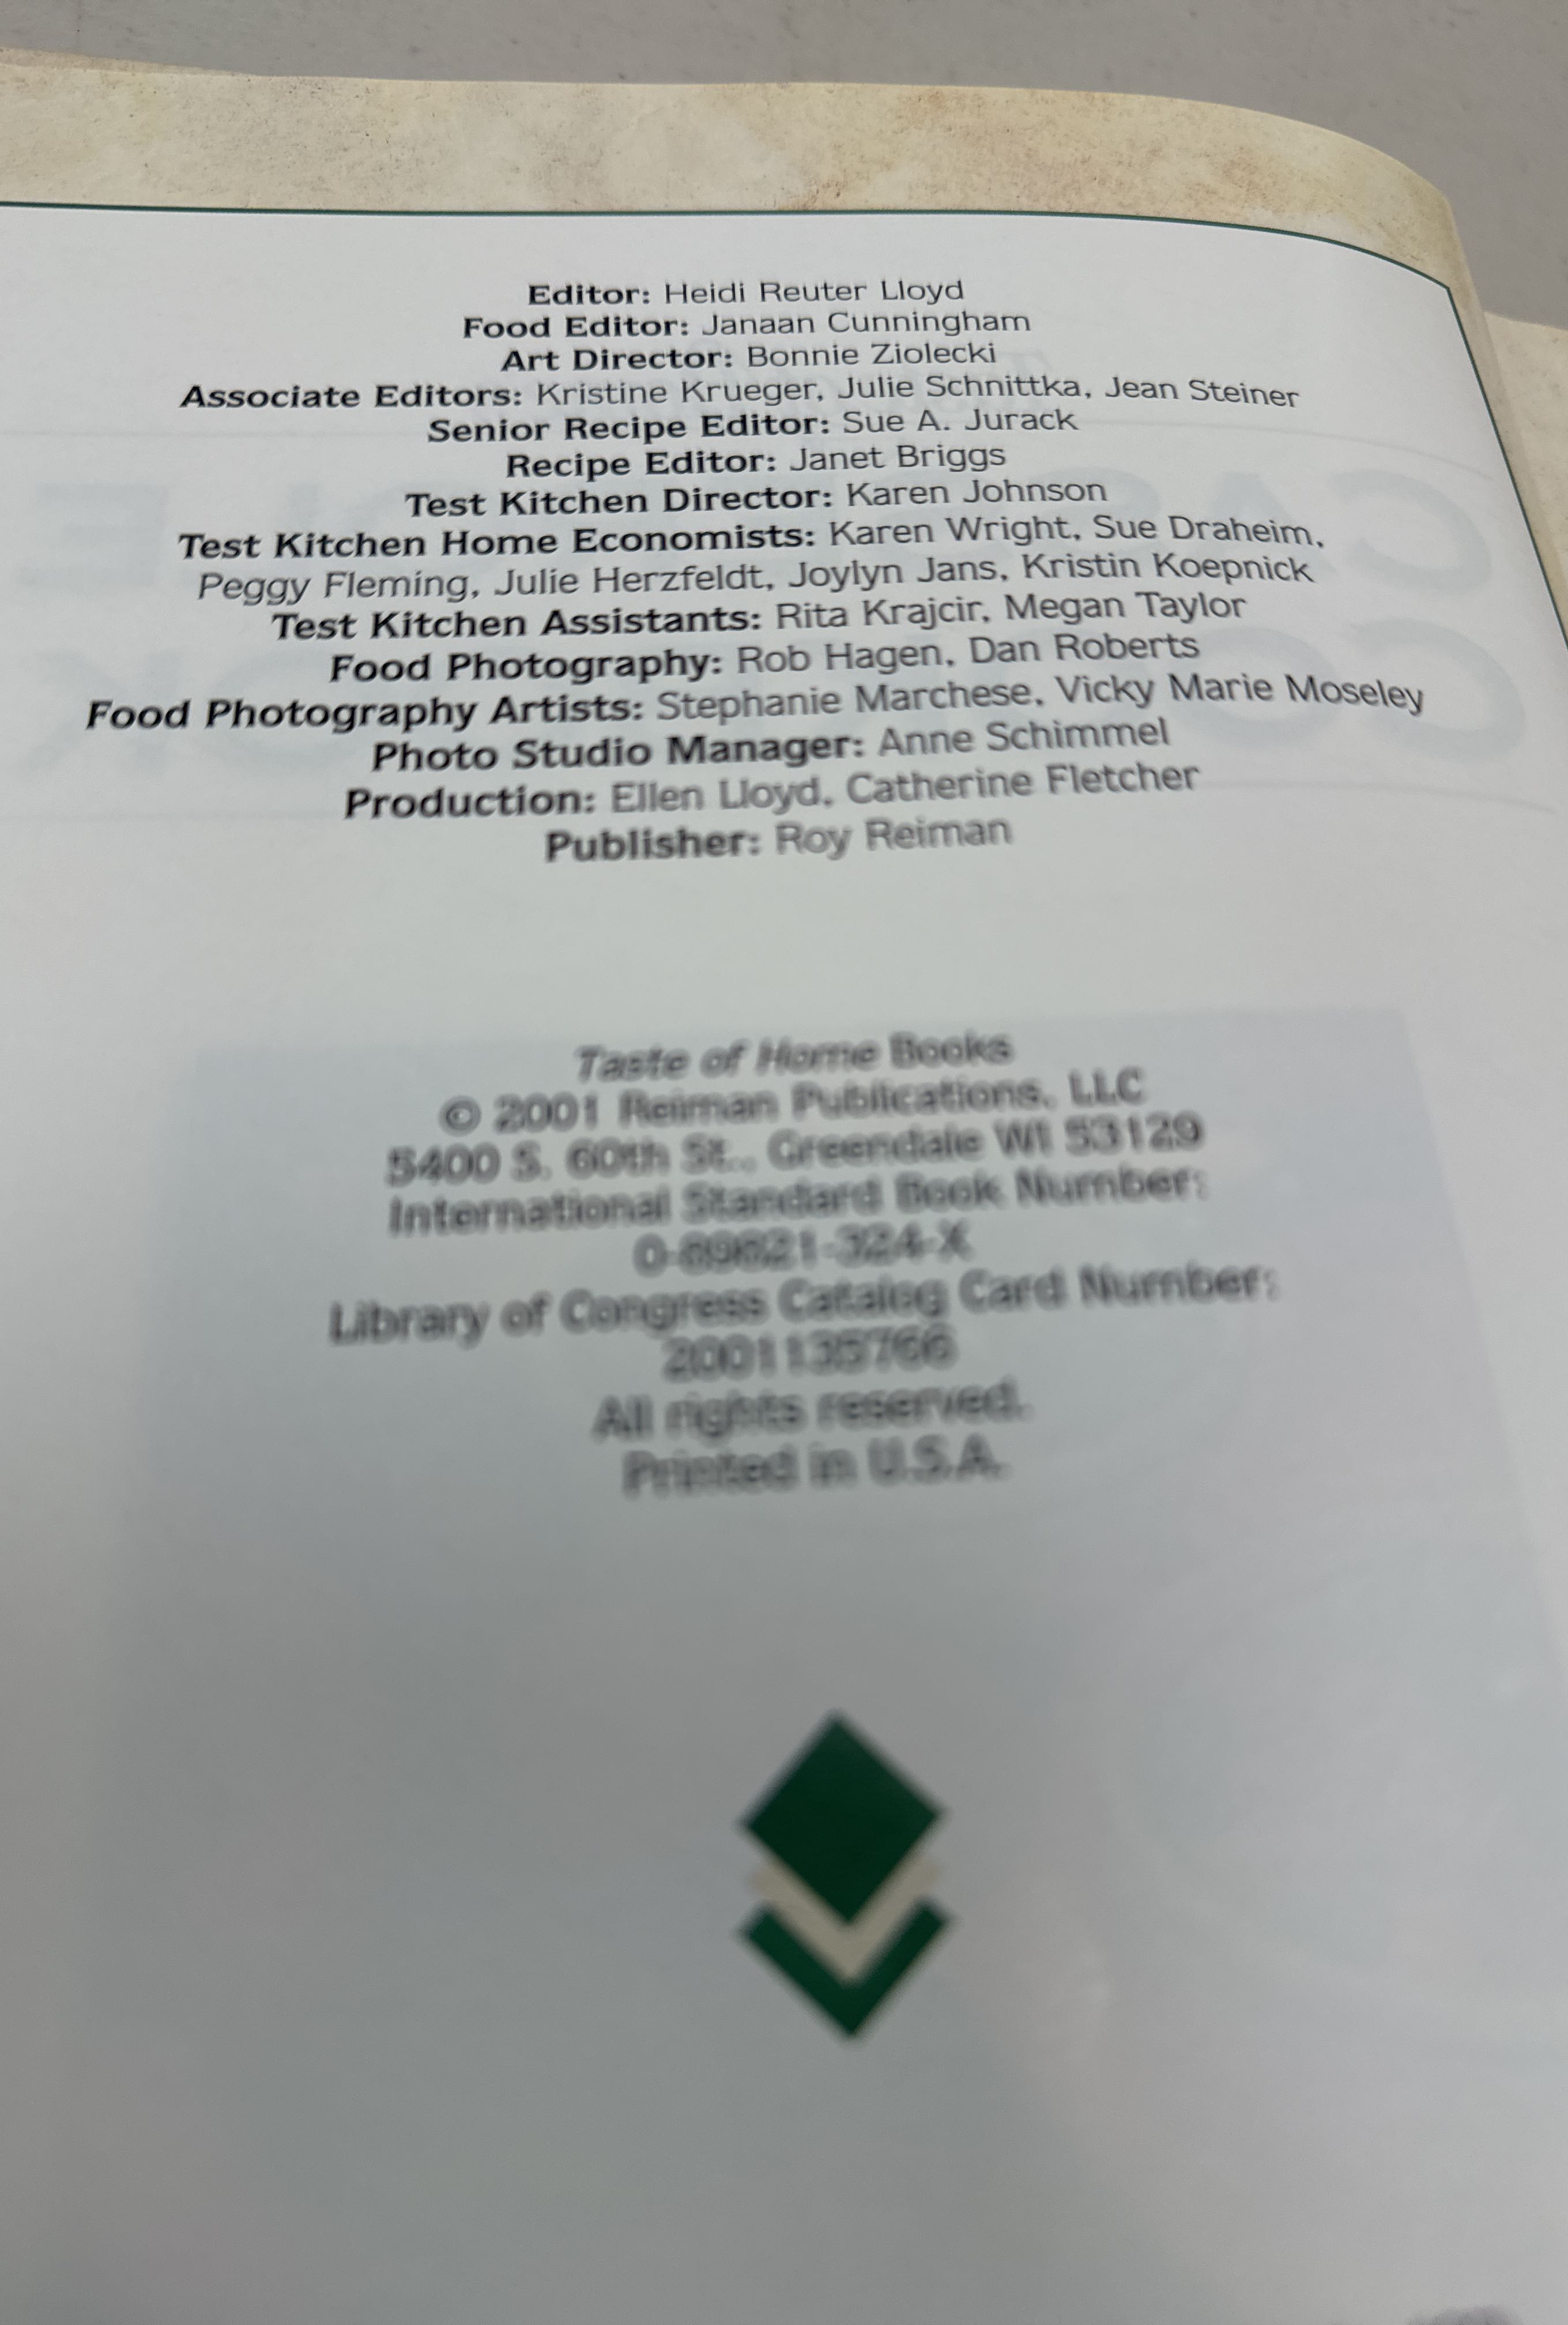 Editor: Heidi Reuter Lloyd
Food Editor: Janaan Cunningham
Art Director: Bonnie Ziolecki
Associate Editors: Kristine Krueger, Julie Schnittka, Jean Steiner
Senior Recipe Editor: Sue A. Jurack
Recipe Editor: Janet Briggs
Test Kitchen Director: Karen Johnson
Test Kitchen Home Economists: Karen Wright, Sue Draheim,
Peggy Fleming, Julie Herzfeldt, Joylyn Jans, Kristin Koepnick
Test Kitchen Assistants: Rita Krajcir, Megan Taylor
Food Photography: Rob Hagen, Dan Roberts
Food Photography Artists: Stephanie Marchese, Vicky Marie Moseley
Photo Studio Manager: Anne Schimmel
Production: Ellen Lloyd, Catherine Fletcher
Publisher: Roy Reiman
Taste of Home Books
© 2001 Reiman Publications, LLC
5400 S. 60th St., Greendale WI 53129
International Standard Book Number:
0-89821-324-X
Library of Congress Catalog Card Number:
2001135766
All rights reserved.
Printed in U.S.A.